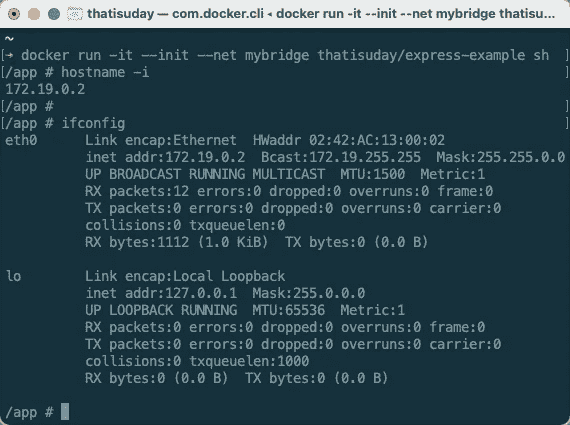 thatisuday — com.docker.cli ◂ docker run -it --init --net mybridge thatisu...
~
[→ docker run -it --init --net mybridge thatisuday/express-example sh ]
[/app # hostname -i ]
172.19.0.2
[/app # ]
[/app # ifconfig ]
eth0 Link encap:Ethernet HWaddr 02:42:AC:13:00:02
inet addr:172.19.0.2 Bcast:172.19.255.255 Mask:255.255.0.0
UP BROADCAST RUNNING MULTICAST MTU:1500 Metric:1
RX packets:12 errors:0 dropped:0 overruns:0 frame:0
TX packets:0 errors:0 dropped:0 overruns:0 carrier:0
collisions:0 txqueuelen:0
RX bytes:1112 (1.0 KiB) TX bytes:0 (0.0 B)
lo Link encap:Local Loopback
inet addr:127.0.0.1 Mask:255.0.0.0
UP LOOPBACK RUNNING MTU:65536 Metric:1
RX packets:0 errors:0 dropped:0 overruns:0 frame:0
TX packets:0 errors:0 dropped:0 overruns:0 carrier:0
collisions:0 txqueuelen:1000
RX bytes:0 (0.0 B) TX bytes:0 (0.0 B)
/app #